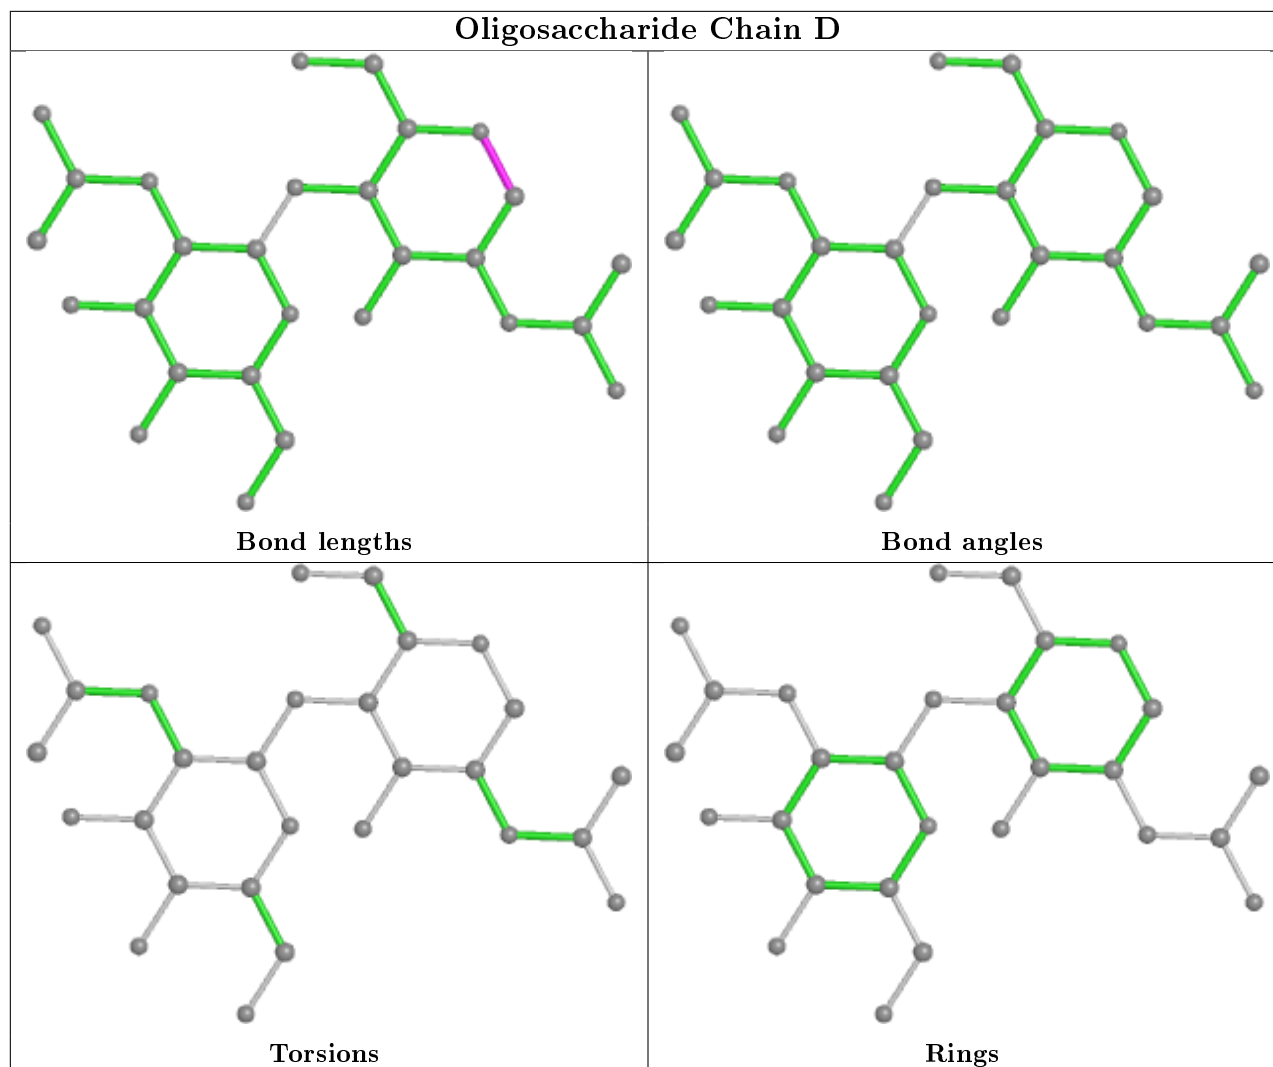 Oligosaccharide Chain D
Bond lengths
Bond angles
Torsions
Rings